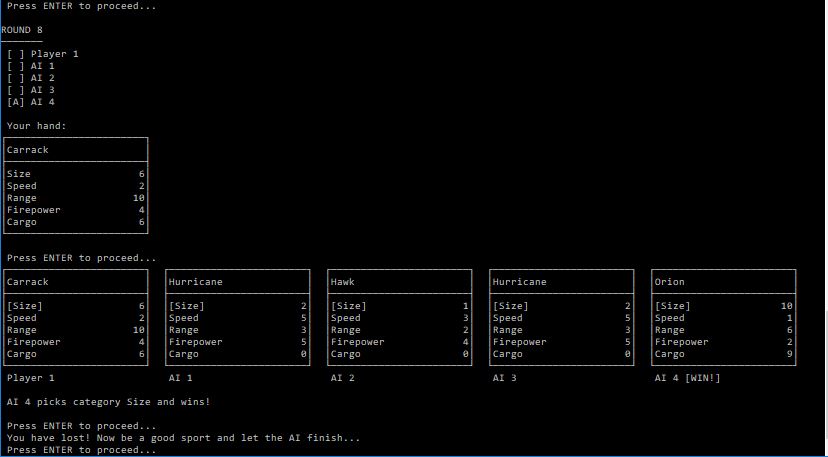 Press ENTER to proceed...
ROUND 8
[ ] Player 1
[ ] AI 1
[ ] AI 2
[ ] AI 3
[A] AI 4
Your hand:
Carrack
Size 6
Speed 2
Range 10
Firepower 4
Cargo 6
Press ENTER to proceed...
Carrack Hurricane Hawk Hurricane Orion
[Size] 6 [Size] 2 [Size] 1 [Size] 2 [Size] 10
Speed 2 Speed 5 Speed 3 Speed 5 Speed 1
Range 10 Range 3 Range 2 Range 3 Range 6
Firepower 4 Firepower 5 Firepower 4 Firepower 5 Firepower 2
Cargo 6 Cargo 0 Cargo 0 Cargo 0 Cargo 9
Player 1 AI 1 AI 2 AI 3 AI 4 [WIN!]
AI 4 picks category Size and wins!
Press ENTER to proceed...
You have lost! Now be a good sport and let the AI finish...
Press ENTER to proceed...